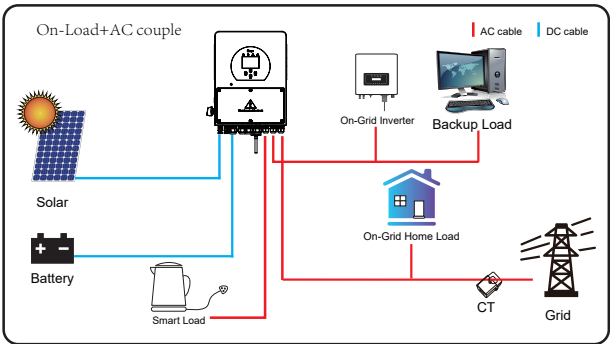 On-Load+AC couple
AC cable
DC cable
On-Grid Inverter
Backup Load
Solar
On-Grid Home Load
Battery
Smart Load
CT
Grid